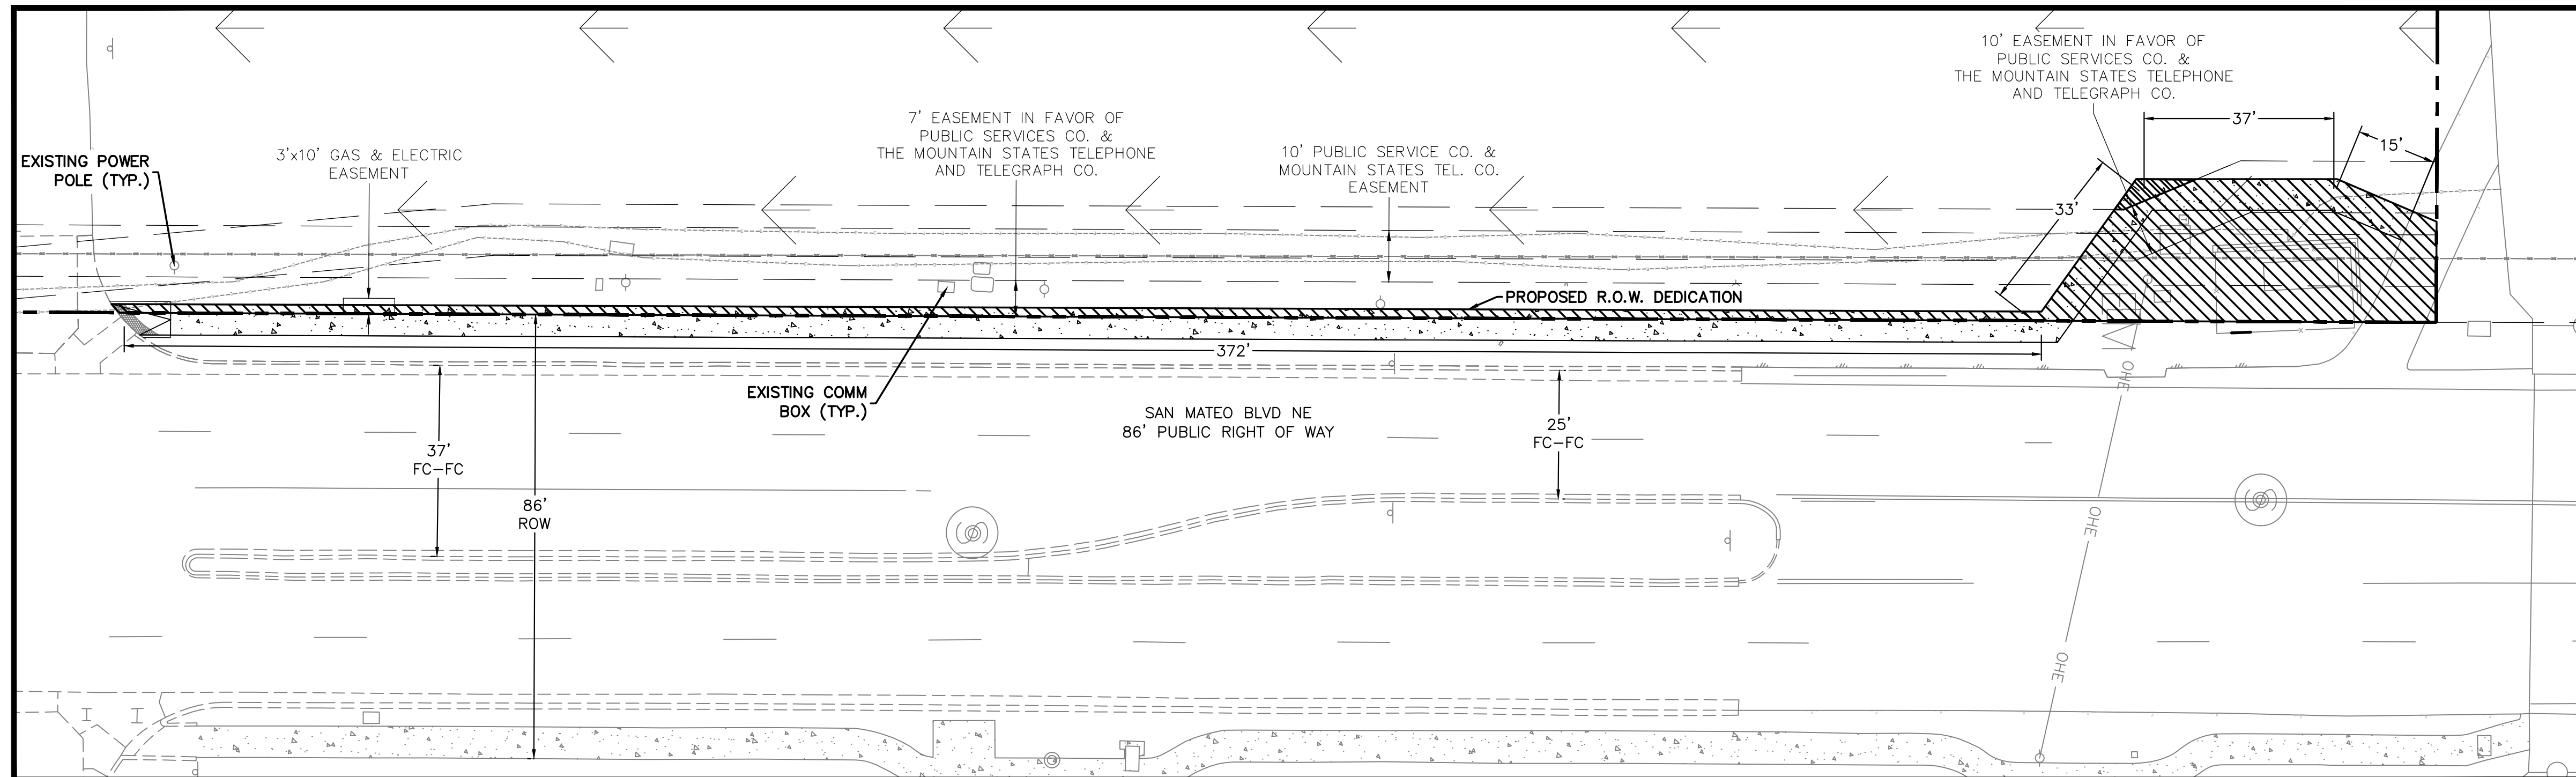 10' EASEMENT IN FAVOR OF
PUBLIC SERVICES CO. &
THE MOUNTAIN STATES TELEPHONE
AND TELEGRAPH CO.
37'
15'
33'
7' EASEMENT IN FAVOR OF
PUBLIC SERVICES CO. &
THE MOUNTAIN STATES TELEPHONE
AND TELEGRAPH CO.
10' PUBLIC SERVICE CO. &
MOUNTAIN STATES TEL. CO.
EASEMENT
3'x10' GAS & ELECTRIC
EASEMENT
EXISTING POWER
POLE (TYP.)
PROPOSED R.O.W. DEDICATION
372'
EXISTING COMM
BOX (TYP.)
SAN MATEO BLVD NE
86' PUBLIC RIGHT OF WAY
37'
FC-FC
25'
FC-FC
86'
ROW
OHE
OHE
OHE